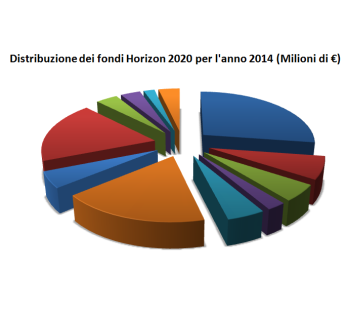 Distribuzione dei fondi Horizon 2020 per l'anno 2014 (Milioni di €)